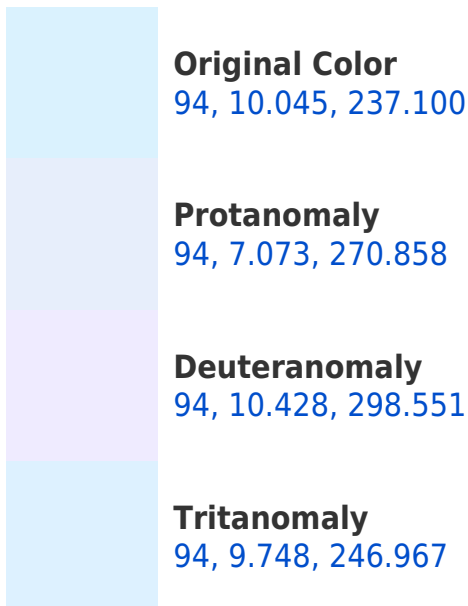 Original Color
94, 10.045, 237.100
Protanomaly
94, 7.073, 270.858
Deuteranomaly
94, 10.428, 298.551
Tritanomaly
94, 9.748, 246.967